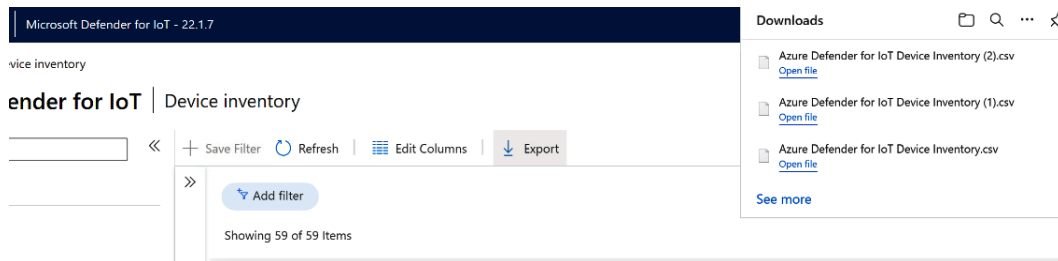 Microsoft Defender for IoT - 22.1.7
vice inventory
ender for IoT | Device inventory
Save Filter Refresh Edit Columns Export
Add filter
Showing 59 of 59 Items
Downloads
Azure Defender for IoT Device Inventory (2).csv
Open file
Azure Defender for IoT Device Inventory (1).csv
Open file
Azure Defender for IoT Device Inventory.csv
Open file
See more